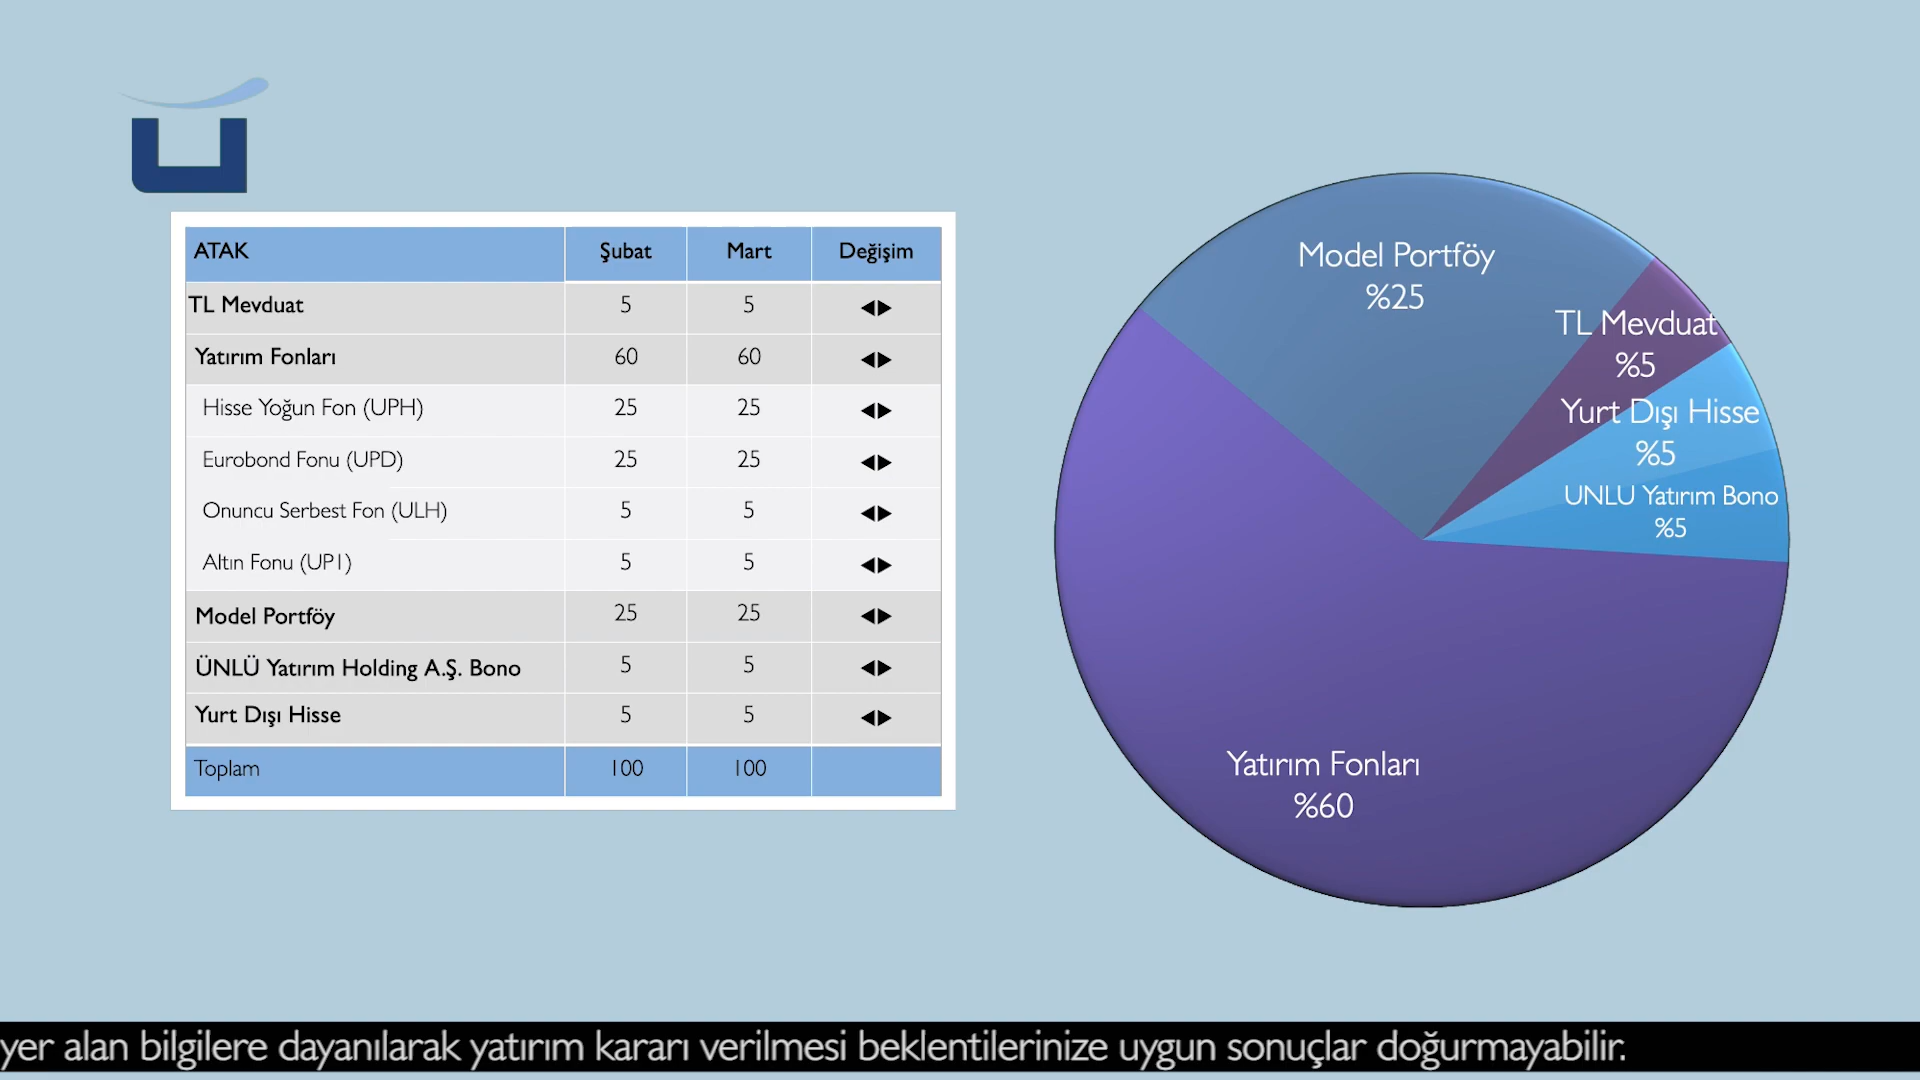 ATAK Şubat Mart Değişim
TL Mevduat 5 5 ◀▶
Yatırım Fonları 60 60 ◀▶
Hisse Yoğun Fon (UPH) 25 25 ◀▶
Eurobond Fonu (UPD) 25 25 ◀▶
Onuncu Serbest Fon (ULH) 5 5 ◀▶
Altın Fonu (UP1) 5 5 ◀▶
Model Portföy 25 25 ◀▶
ÜNLÜ Yatırım Holding A.Ş. Bono 5 5 ◀▶
Yurt Dışı Hisse 5 5 ◀▶
Toplam 100 100
Model Portföy
%25
TL Mevduat
%5
Yurt Dışı Hisse
%5
UNLU Yatırım Bono
%5
Yatırım Fonları
%60
yer alan bilgilere dayanılarak yatırım kararı verilmesi beklentilerinize uygun sonuçlar doğurmayabilir.